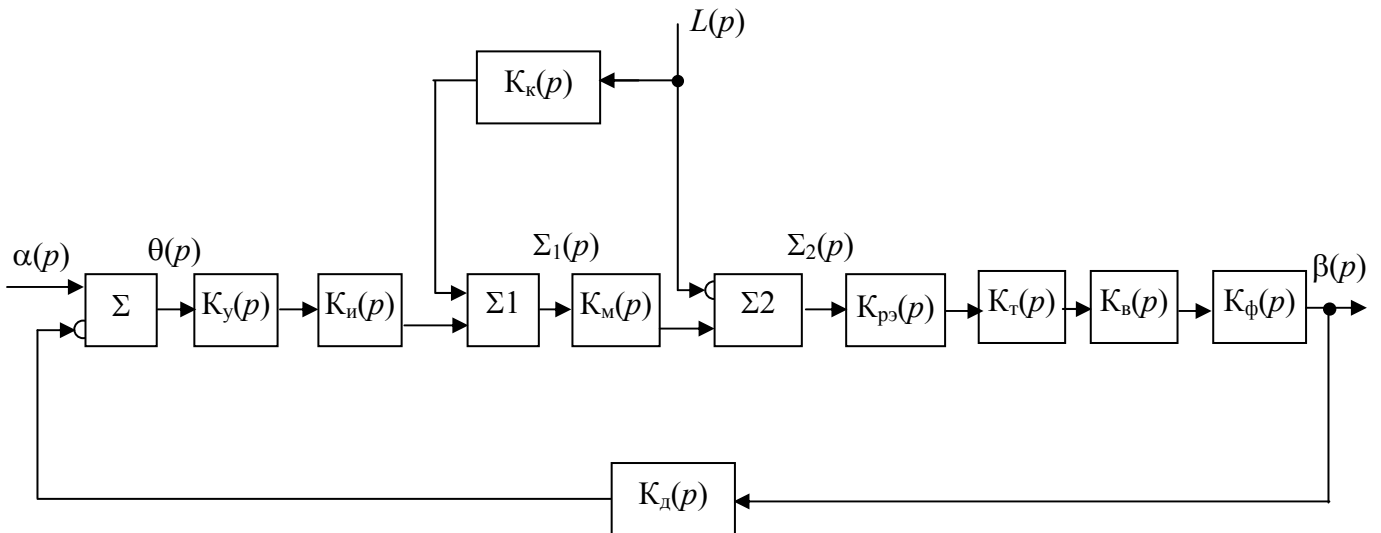 L(p)
Kк(p)
α(p)
θ(p)
Σ₁(p)
Σ₂(p)
β(p)
Σ
Kу(p)
Kи(p)
Σ1
Kм(p)
Σ2
Kрэ(p)
Kт(p)
Kв(p)
Kф(p)
Kд(p)